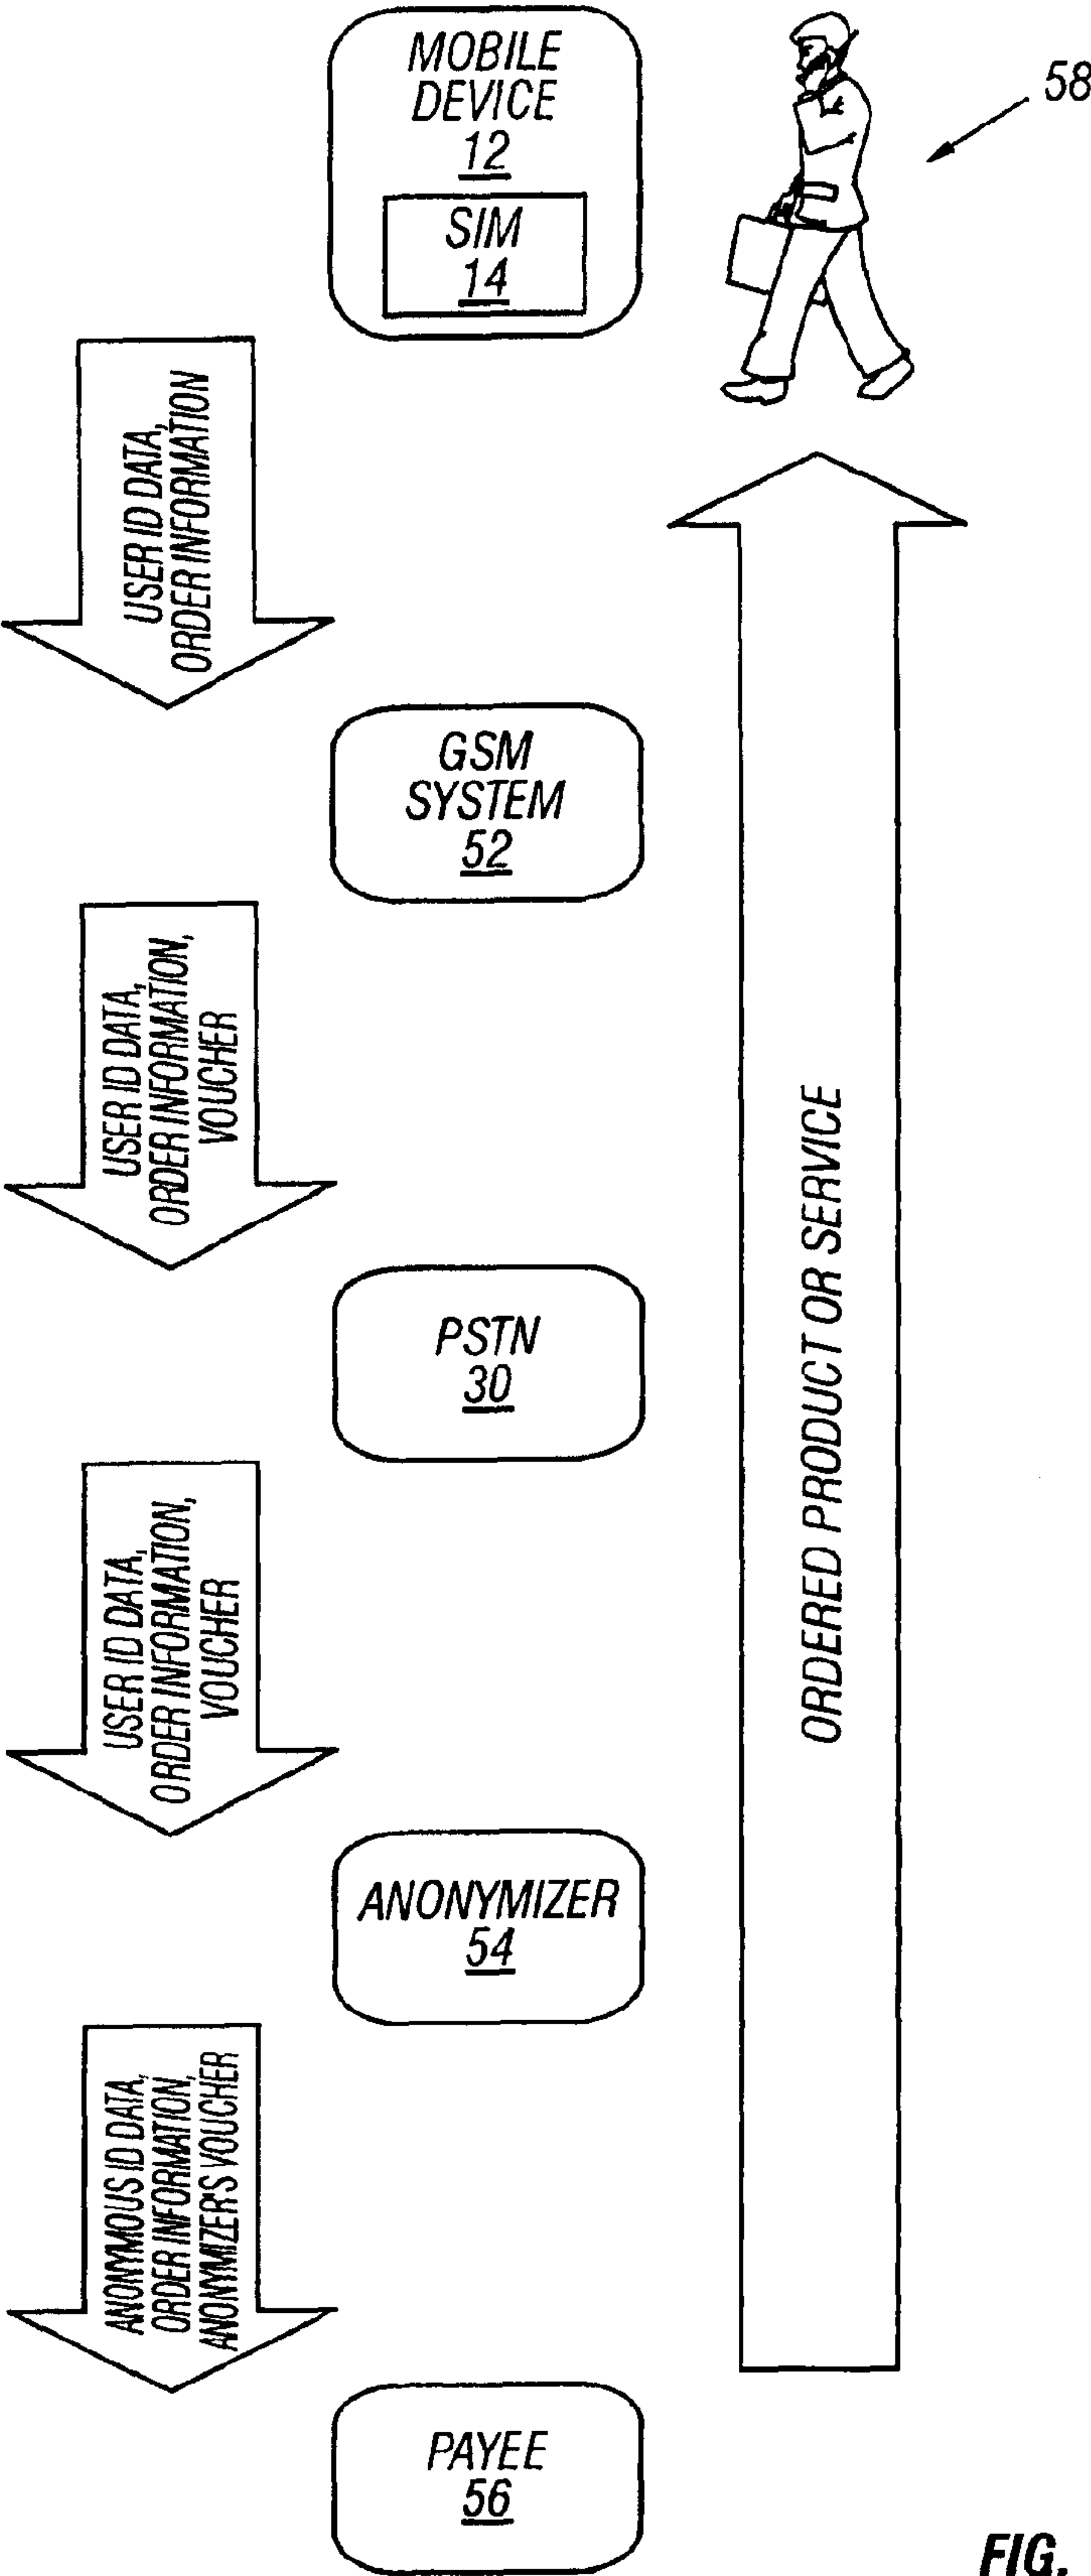 MOBILE
DEVICE
12
SIM
14
58
USER ID DATA,
ORDER INFORMATION
GSM
SYSTEM
52
USER ID DATA,
ORDER INFORMATION,
VOUCHER
PSTN
30
ORDERED PRODUCT OR SERVICE
USER ID DATA,
ORDER INFORMATION,
VOUCHER
ANONYMIZER
54
ANONYMOUS ID DATA,
ORDER INFORMATION,
ANONYMIZER'S VOUCHER
PAYEE
56
FIG.